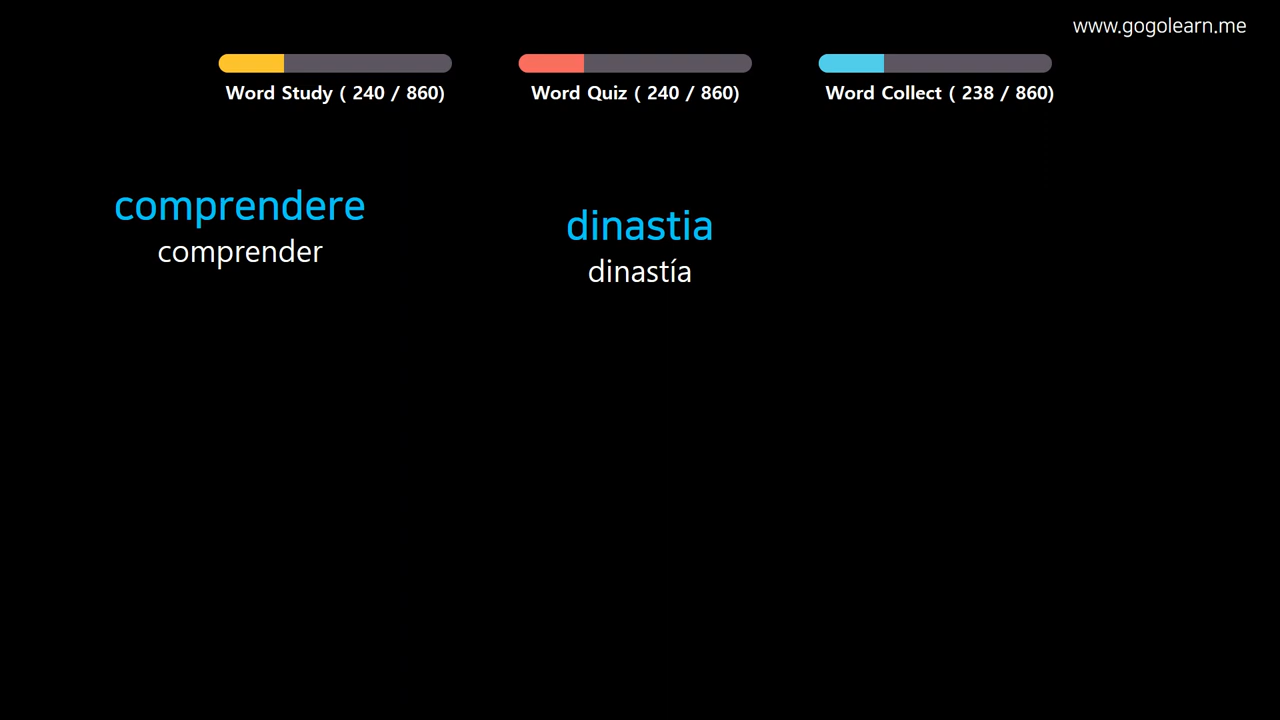 www.gogolearn.me
Word Study ( 240 / 860)
Word Quiz ( 240 / 860)
Word Collect ( 238 / 860)
comprendere
comprender
dinastia
dinastía